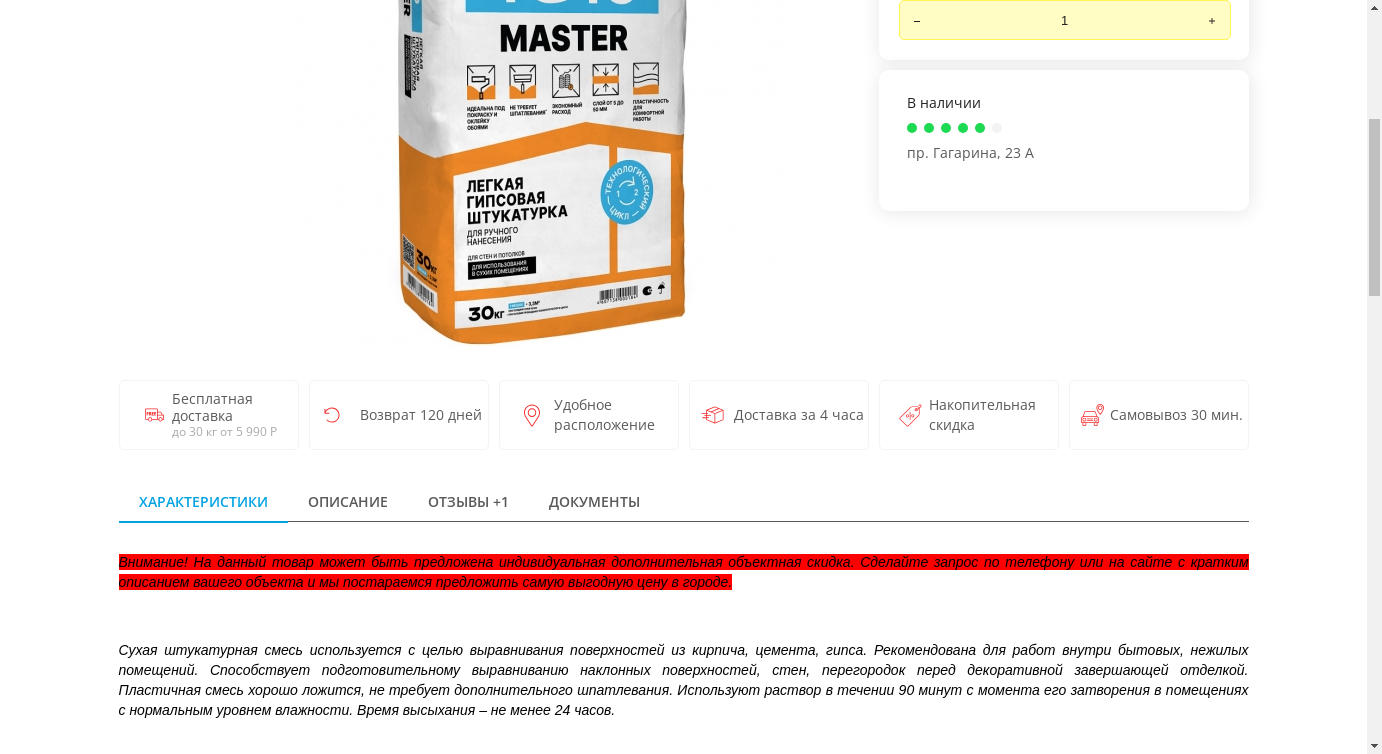 – 1 +
В наличии
пр. Гагарина, 23 А
MASTER
ИДЕАЛЬНА ПОД ПОКРАСКУ И ОКЛЕЙКУ ОБОЯМИ
НЕ ТРЕБУЕТ ШПАТЛЕВАНИЯ*
ЭКОНОМНЫЙ РАСХОД
СЛОЙ ОТ 5 ДО 50 ММ
ПЛАСТИЧНОСТЬ ДЛЯ КОМФОРТНОЙ РАБОТЫ
ЛЕГКАЯ
ГИПСОВАЯ
ШТУКАТУРКА
ДЛЯ РУЧНОГО
НАНЕСЕНИЯ
ДЛЯ СТЕН И ПОТОЛКОВ
ДЛЯ ИСПОЛЬЗОВАНИЯ
В СУХИХ ПОМЕЩЕНИЯХ
ТЕХНОЛОГИЧЕСКИЙ ЦИКЛ
1 2
30кг
30кг
Бесплатная
доставка
до 30 кг от 5 990 Р
Возврат 120 дней
Удобное
расположение
Доставка за 4 часа
Накопительная
скидка
Самовывоз 30 мин.
ХАРАКТЕРИСТИКИ ОПИСАНИЕ ОТЗЫВЫ +1 ДОКУМЕНТЫ
Внимание! На данный товар может быть предложена индивидуальная дополнительная объектная скидка. Сделайте запрос по телефону или на сайте с кратким
описанием вашего объекта и мы постараемся предложить самую выгодную цену в городе.
Сухая штукатурная смесь используется с целью выравнивания поверхностей из кирпича, цемента, гипса. Рекомендована для работ внутри бытовых, нежилых
помещений. Способствует подготовительному выравниванию наклонных поверхностей, стен, перегородок перед декоративной завершающей отделкой.
Пластичная смесь хорошо ложится, не требует дополнительного шпатлевания. Используют раствор в течении 90 минут с момента его затворения в помещениях
с нормальным уровнем влажности. Время высыхания – не менее 24 часов.